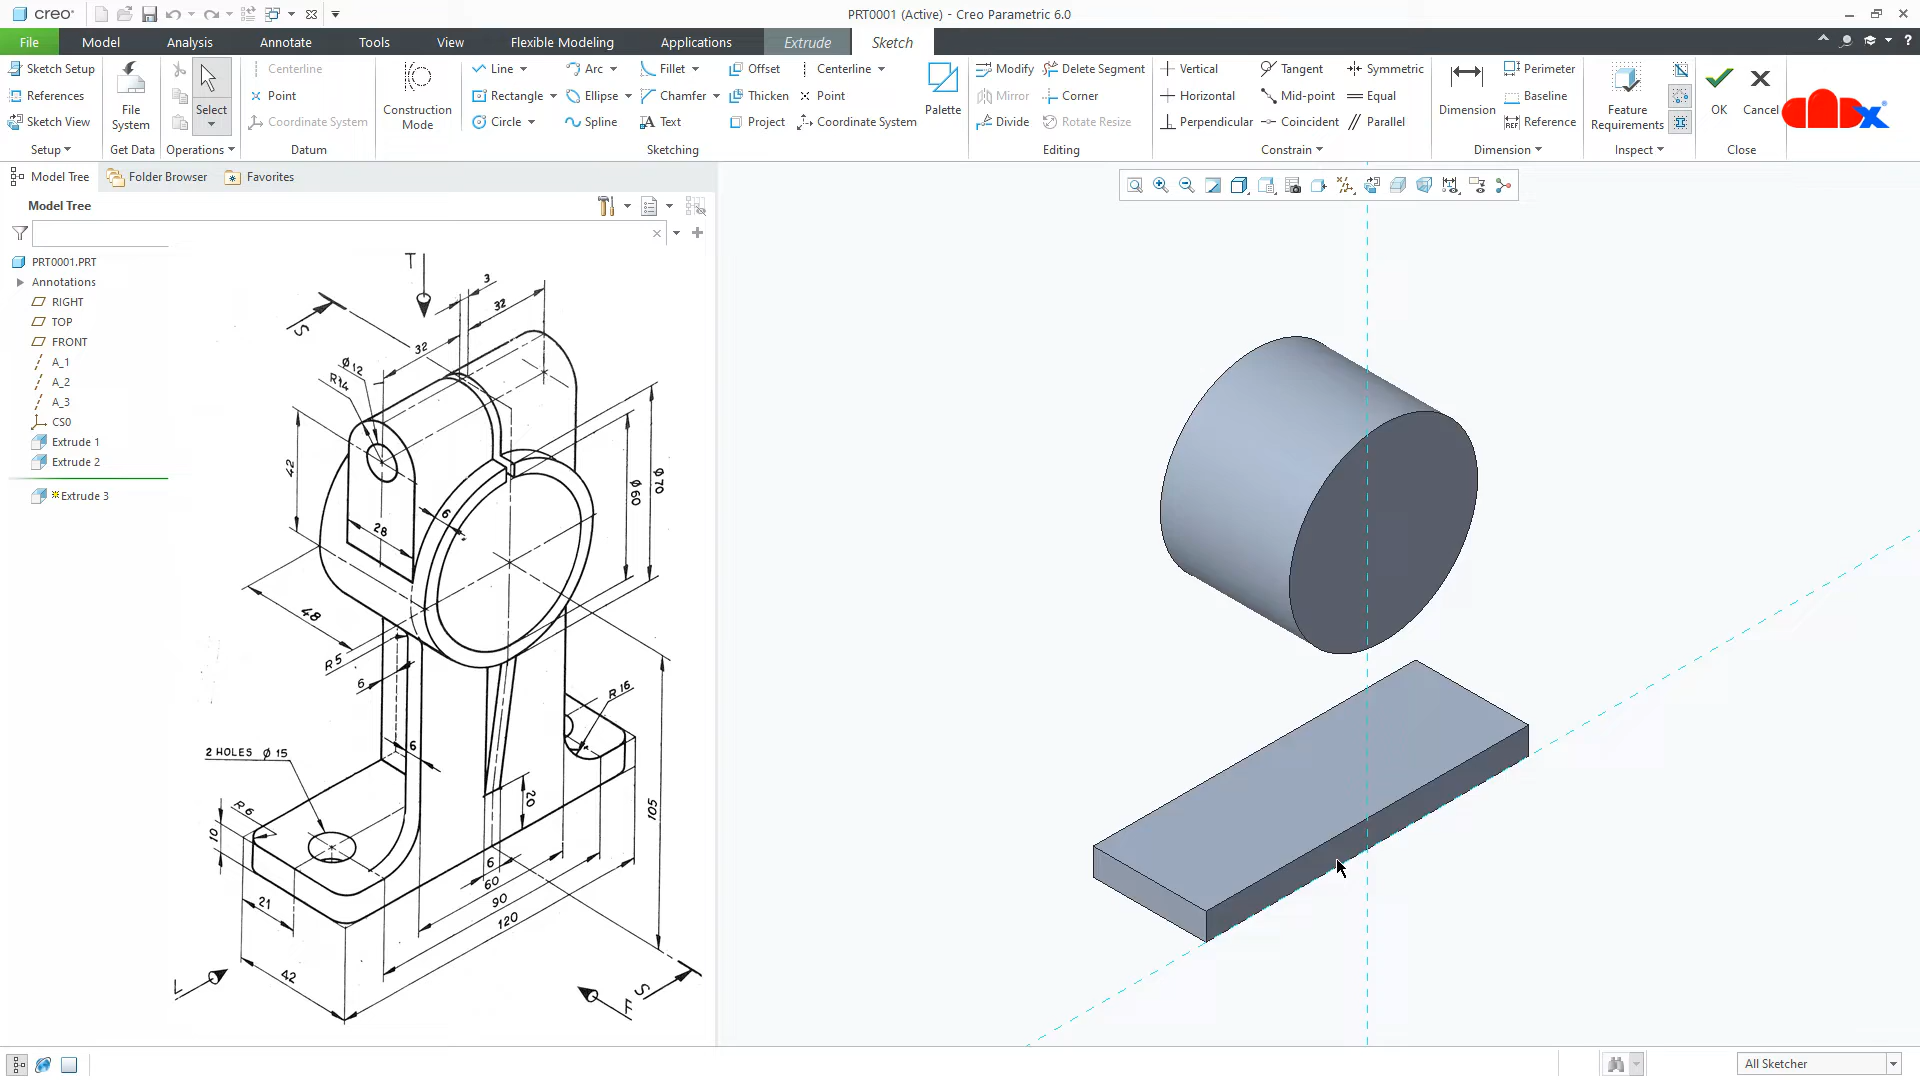 creo°
PRT0001 (Active) - Creo Parametric 6.0
File
Model
Analysis
Annotate
Tools
View
Flexible Modeling
Applications
Extrude
Sketch
?
Sketch Setup
References
Sketch View
Setup
File System
Get Data
Select
Operations
Centerline
Point
Coordinate System
Datum
Construction Mode
Line
Arc
Fillet
Offset
Centerline
Rectangle
Ellipse
Chamfer
Thicken
Point
Circle
Spline
Text
Project
Coordinate System
Palette
Sketching
Modify
Delete Segment
Mirror
Corner
Divide
Rotate Resize
Editing
Vertical
Tangent
Symmetric
Horizontal
Mid-point
Equal
Perpendicular
Coincident
Parallel
Constrain
Dimension
Perimeter
Baseline
REF
Reference
Dimension
Feature Requirements
Inspect
OK
Cancel
Close
Model Tree
Folder Browser
Favorites
Model Tree
PRT0001.PRT
Annotations
RIGHT
TOP
FRONT
A_1
A_2
A_3
CS0
Extrude 1
Extrude 2
Extrude 3
T
3
32
S
32
Ø12
R14
42
Ø 60
Ø 70
6
28
48
R5
6
R 16
6
2 HOLES Ø 15
R6
10
20
105
6
60
21
90
120
42
L
S
F
All Sketcher